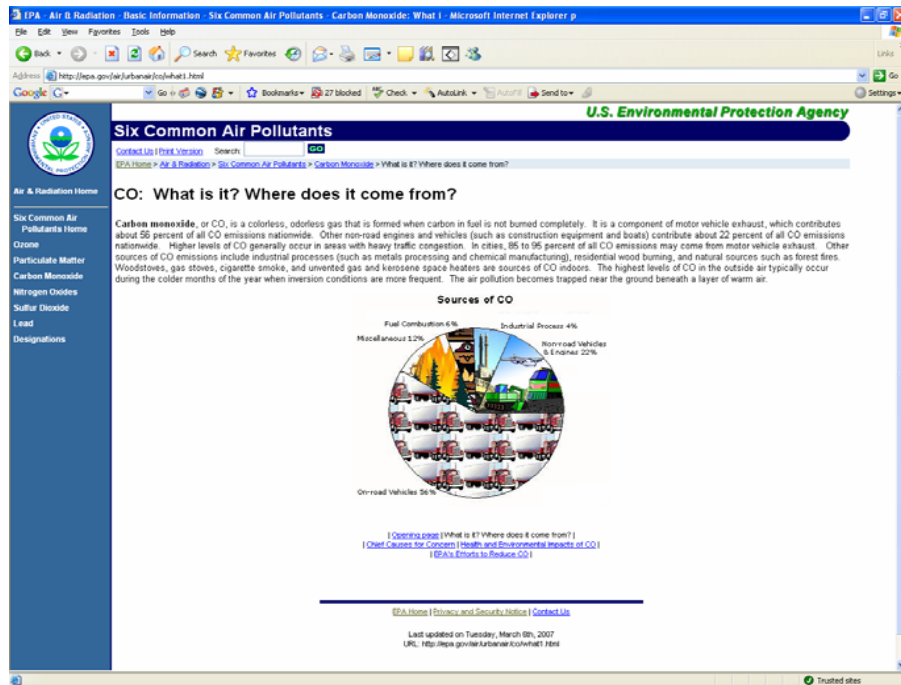 EPA - Air & Radiation - Basic Information - Six Common Air Pollutants - Carbon Monoxide: What I - Microsoft Internet Explorer p
File Edit View Favorites Tools Help
Back Search Favorites
Links
Address http://epa.gov/air/urbanair/co/what1.html Go
Google G Go Bookmarks 27 blocked Check AutoLink AutoFill Send to Settings
U.S. Environmental Protection Agency
Six Common Air Pollutants
Contact Us | Print Version Search: GO
EPA Home > Air & Radiation > Six Common Air Pollutants > Carbon Monoxide > What is it? Where does it come from?
Air & Radiation Home
Six Common Air
Pollutants Home
Ozone
Particulate Matter
Carbon Monoxide
Nitrogen Oxides
Sulfur Dioxide
Lead
Designations
CO: What is it? Where does it come from?
Carbon monoxide, or CO, is a colorless, odorless gas that is formed when carbon in fuel is not burned completely. It is a component of motor vehicle exhaust, which contributes
about 56 percent of all CO emissions nationwide. Other non-road engines and vehicles (such as construction equipment and boats) contribute about 22 percent of all CO emissions
nationwide. Higher levels of CO generally occur in areas with heavy traffic congestion. In cities, 85 to 95 percent of all CO emissions may come from motor vehicle exhaust. Other
sources of CO emissions include industrial processes (such as metals processing and chemical manufacturing), residential wood burning, and natural sources such as forest fires.
Woodstoves, gas stoves, cigarette smoke, and unvented gas and kerosene space heaters are sources of CO indoors. The highest levels of CO in the outside air typically occur
during the colder months of the year when inversion conditions are more frequent. The air pollution becomes trapped near the ground beneath a layer of warm air.
Sources of CO
Fuel Combustion 6%
Industrial Process 4%
Miscellaneous 12%
Non-road Vehicles
& Engines 22%
On-road Vehicles 56%
| Opening page | What is it? Where does it come from? |
| Chief Causes for Concern | Health and Environmental Impacts of CO |
| EPA's Efforts to Reduce CO |
EPA Home | Privacy and Security Notice | Contact Us
Last updated on Tuesday, March 6th, 2007
URL: http://epa.gov/air/urbanair/co/what1.html
Trusted sites